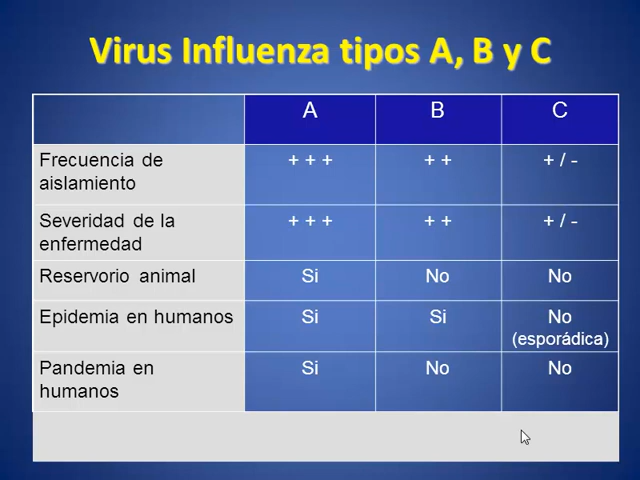 Virus Influenza tipos A, B y C
A B C
Frecuencia de aislamiento + + + + + + / -
Severidad de la enfermedad + + + + + + / -
Reservorio animal Si No No
Epidemia en humanos Si Si No (esporádica)
Pandemia en humanos Si No No